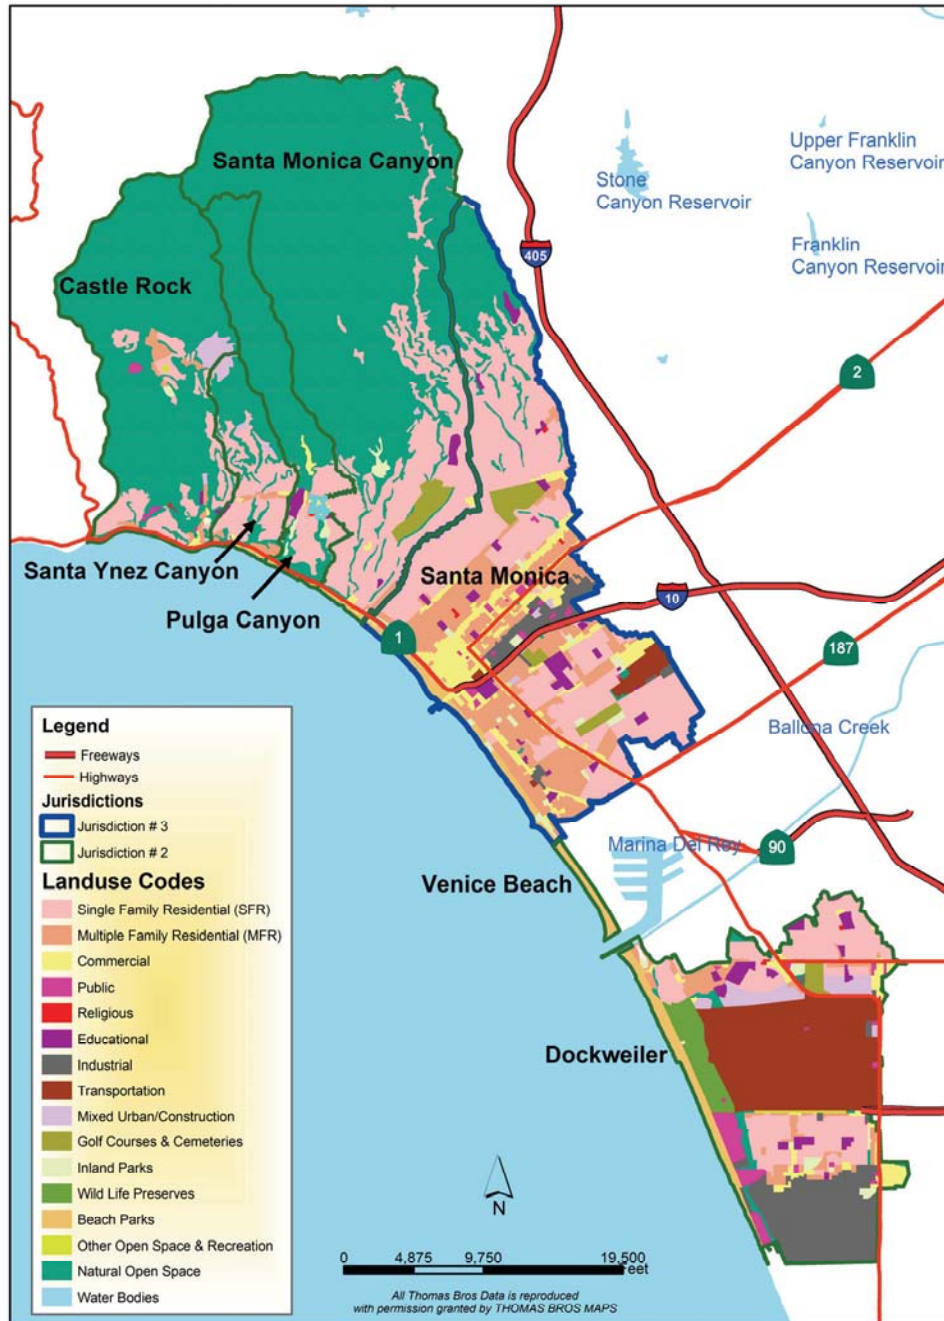 Santa Monica Canyon
Stone
Canyon Reservoir
Upper Franklin
Canyon Reservoir
Franklin
Canyon Reservoir
405
Castle Rock
2
Santa Ynez Canyon
Pulga Canyon
Santa Monica
10
1
187
Ballona Creek
Marina Del Rey
90
Venice Beach
Dockweiler
Legend
Freeways
Highways
Jurisdictions
Jurisdiction # 3
Jurisdiction # 2
Landuse Codes
Single Family Residential (SFR)
Multiple Family Residential (MFR)
Commercial
Public
Religious
Educational
Industrial
Transportation
Mixed Urban/Construction
Golf Courses & Cemeteries
Inland Parks
Wild Life Preserves
Beach Parks
Other Open Space & Recreation
Natural Open Space
Water Bodies
N
0 4,875 9,750 19,500
Feet
All Thomas Bros Data is reproduced
with permission granted by THOMAS BROS MAPS